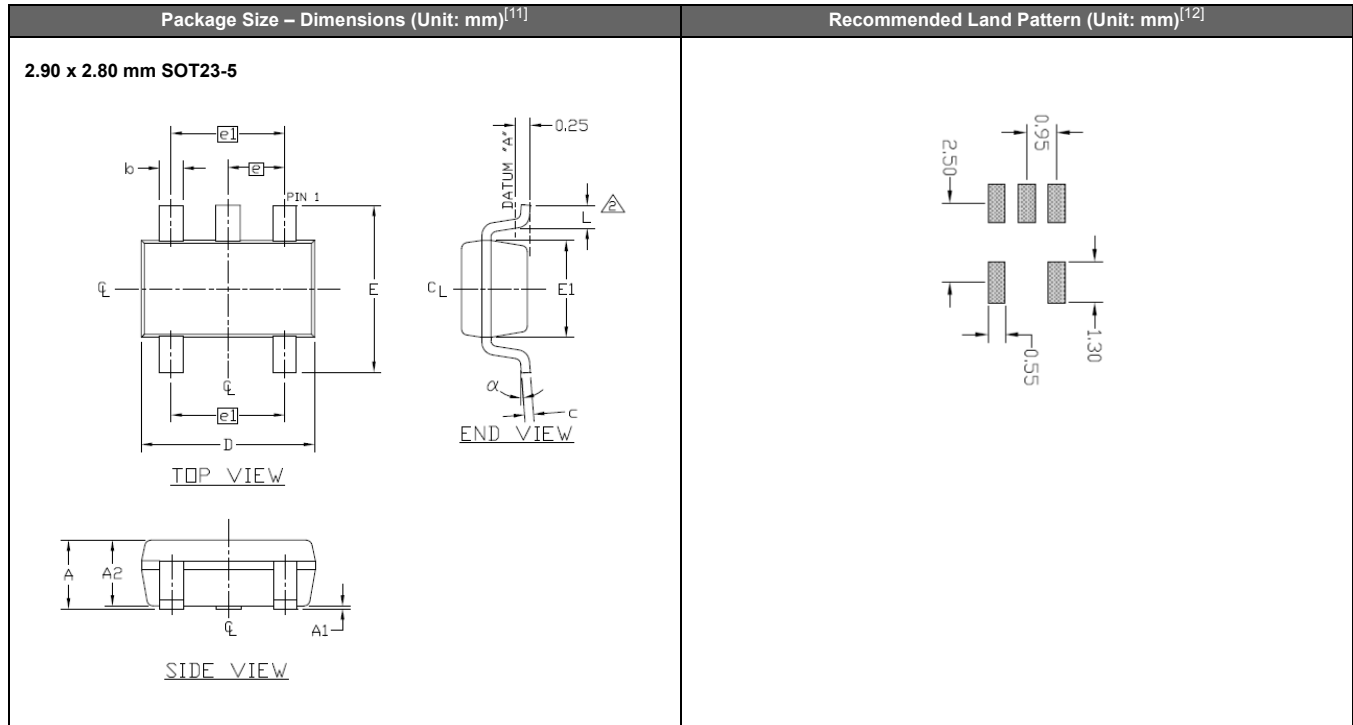 Package Size – Dimensions (Unit: mm)[11]
Recommended Land Pattern (Unit: mm)[12]
2.90 x 2.80 mm SOT23-5
e1
b
e
PIN 1
E
℄
℄
e1
D
TOP VIEW
DATUM "A"
0.25
2
L
CL
E1
α
c
END VIEW
A
A2
℄
A1
SIDE VIEW
0.95
2.50
1.30
0.55